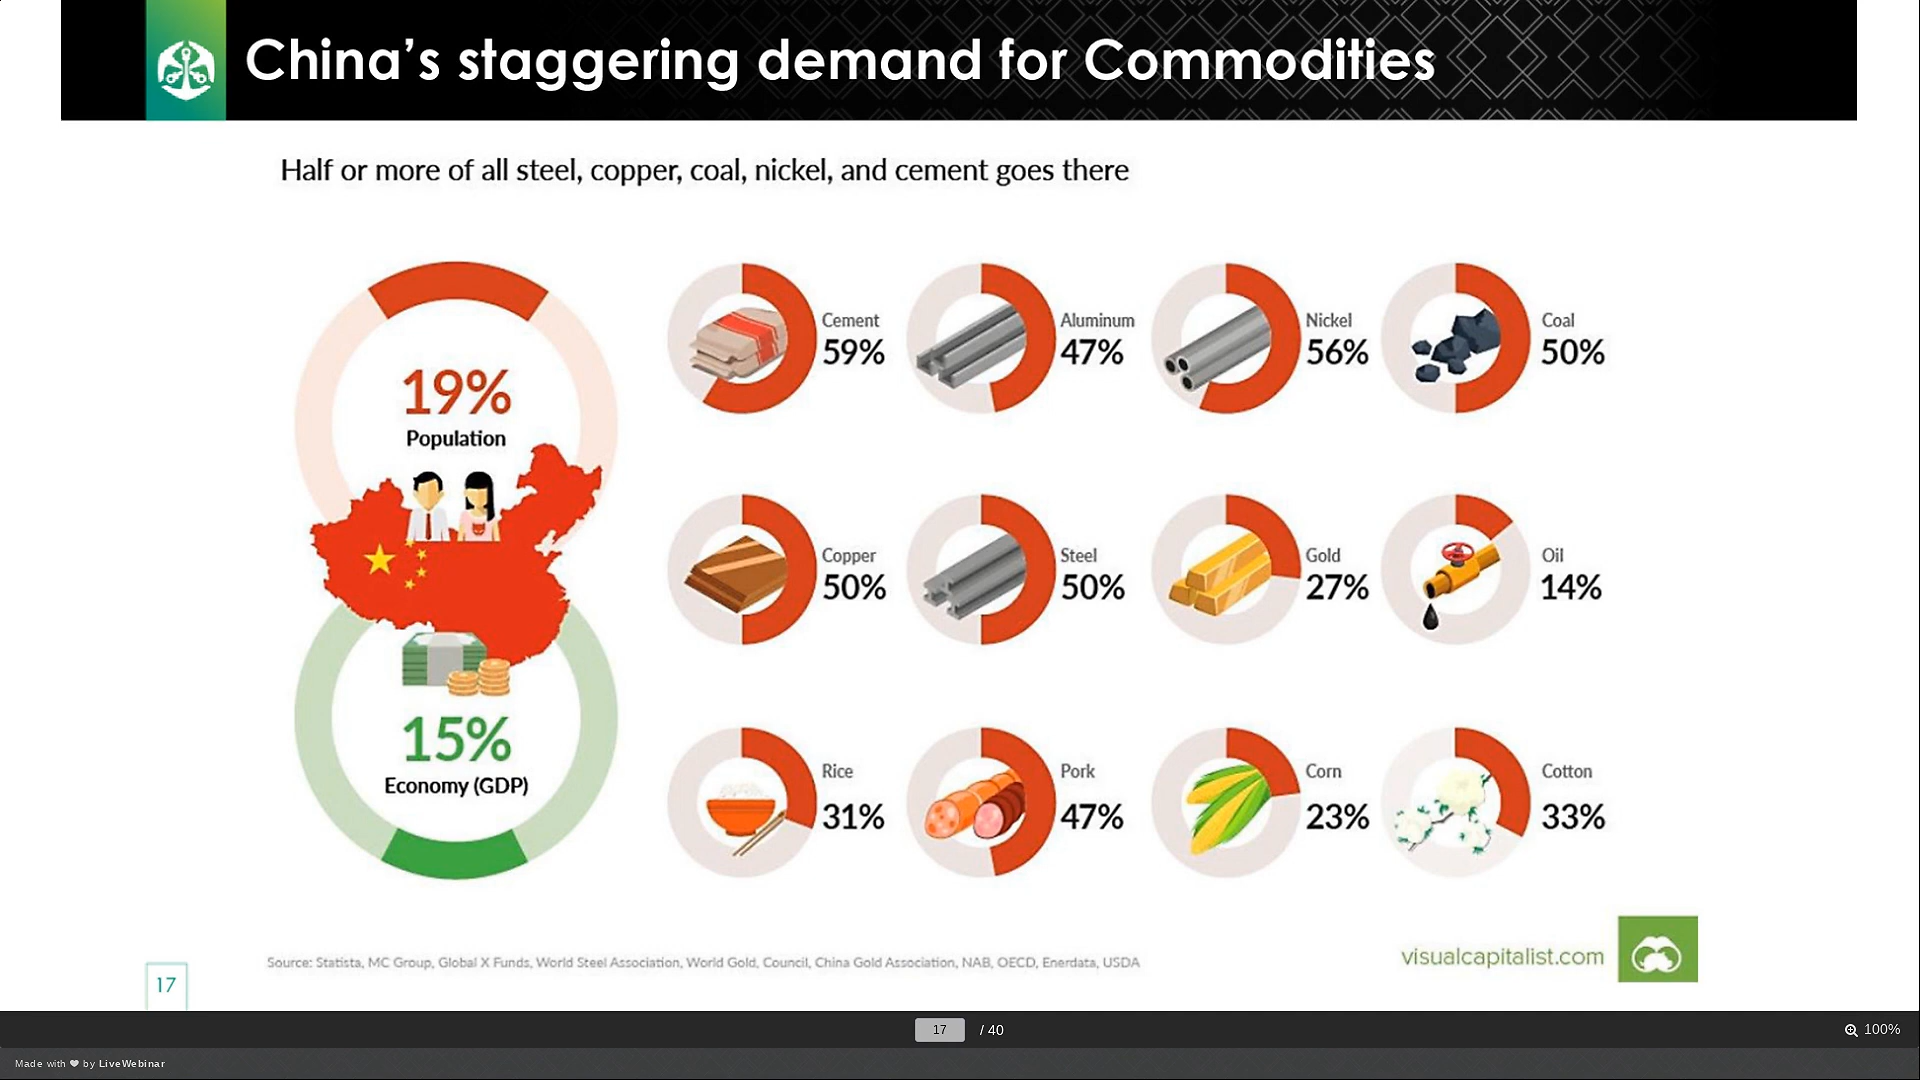 China's staggering demand for Commodities
Half or more of all steel, copper, coal, nickel, and cement goes there
19%
Population
15%
Economy (GDP)
Cement
59%
Aluminum
47%
Nickel
56%
Coal
50%
Copper
50%
Steel
50%
Gold
27%
Oil
14%
Rice
31%
Pork
47%
Corn
23%
Cotton
33%
Source: Statista, MC Group, Global X Funds, World Steel Association, World Gold, Council, China Gold Association, NAB, OECD, Enerdata, USDA
visualcapitalist.com
17
17 / 40
100%
Made with ❤ by LiveWebinar